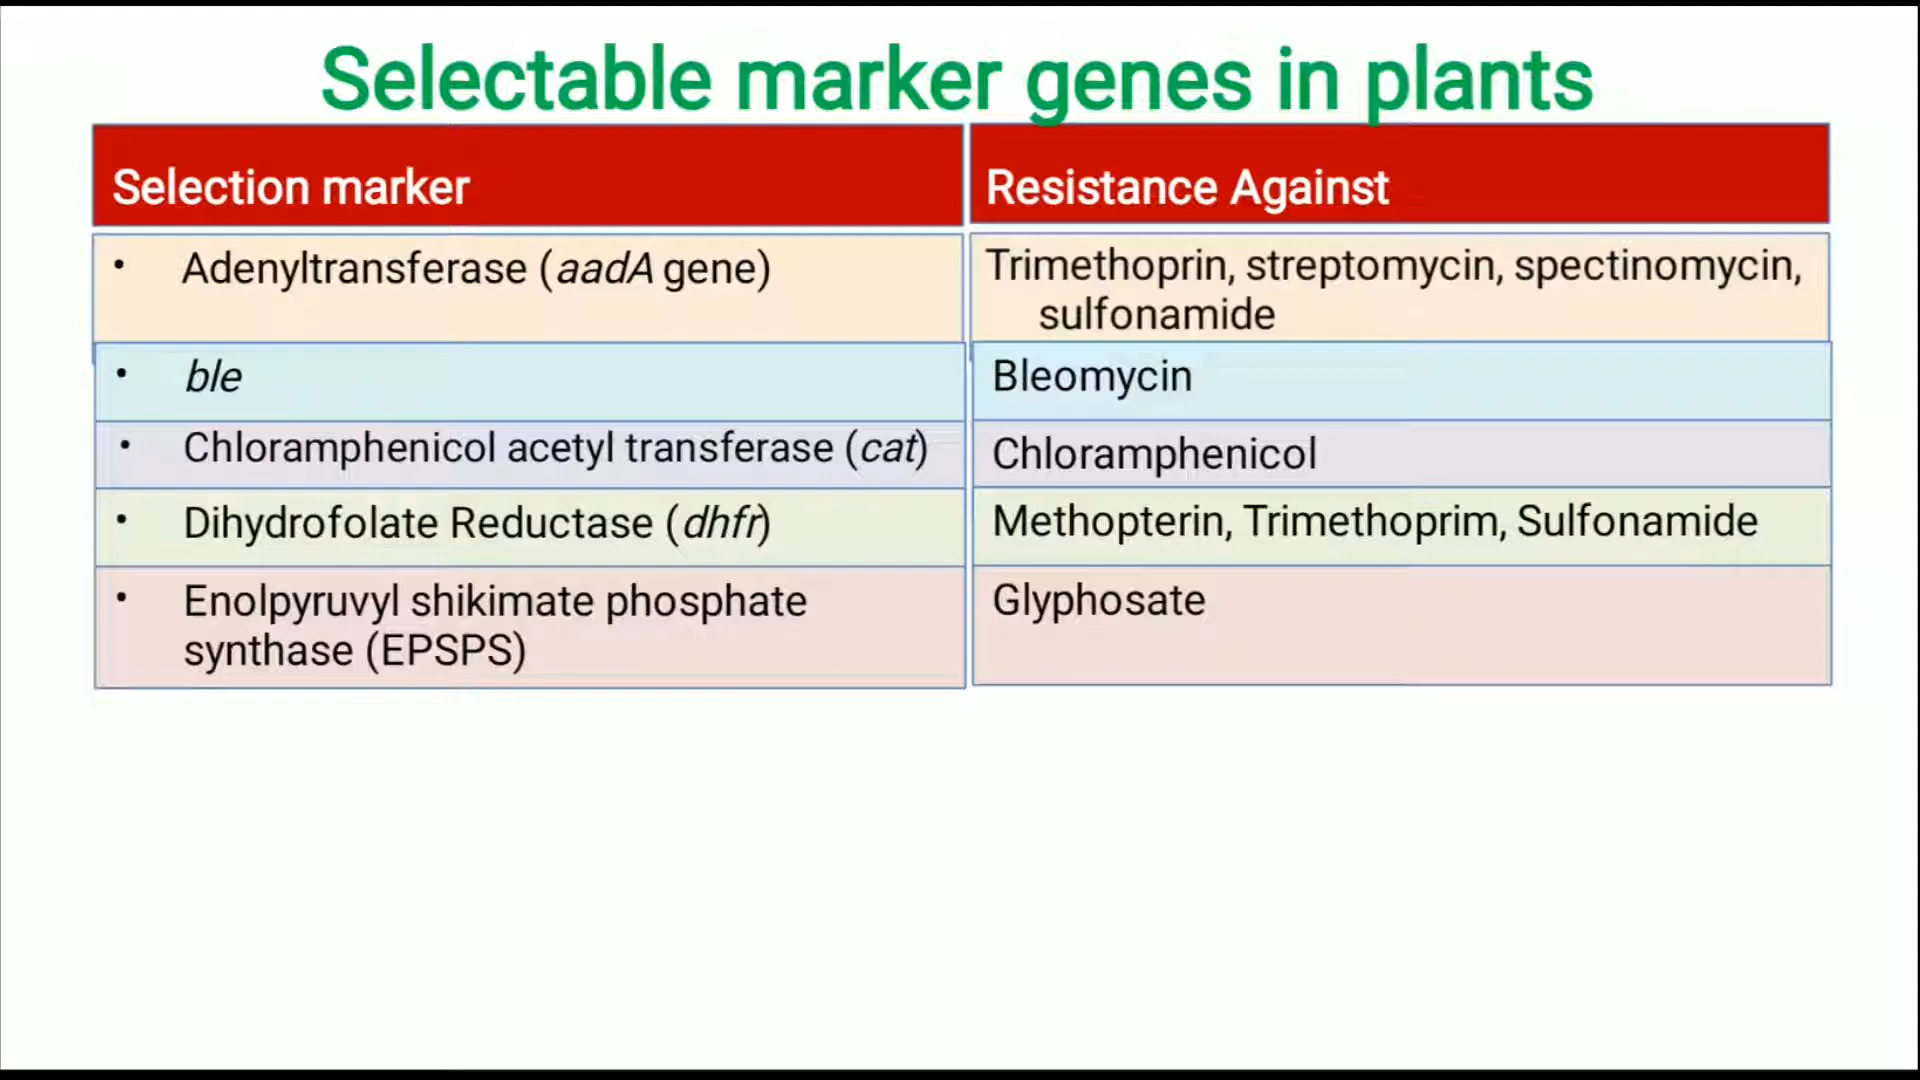 Selectable marker genes in plants
Selection marker
Resistance Against
• Adenyltransferase (aadA gene)
Trimethoprin, streptomycin, spectinomycin,
sulfonamide
• ble
Bleomycin
• Chloramphenicol acetyl transferase (cat)
Chloramphenicol
• Dihydrofolate Reductase (dhfr)
Methopterin, Trimethoprim, Sulfonamide
• Enolpyruvyl shikimate phosphate
synthase (EPSPS)
Glyphosate